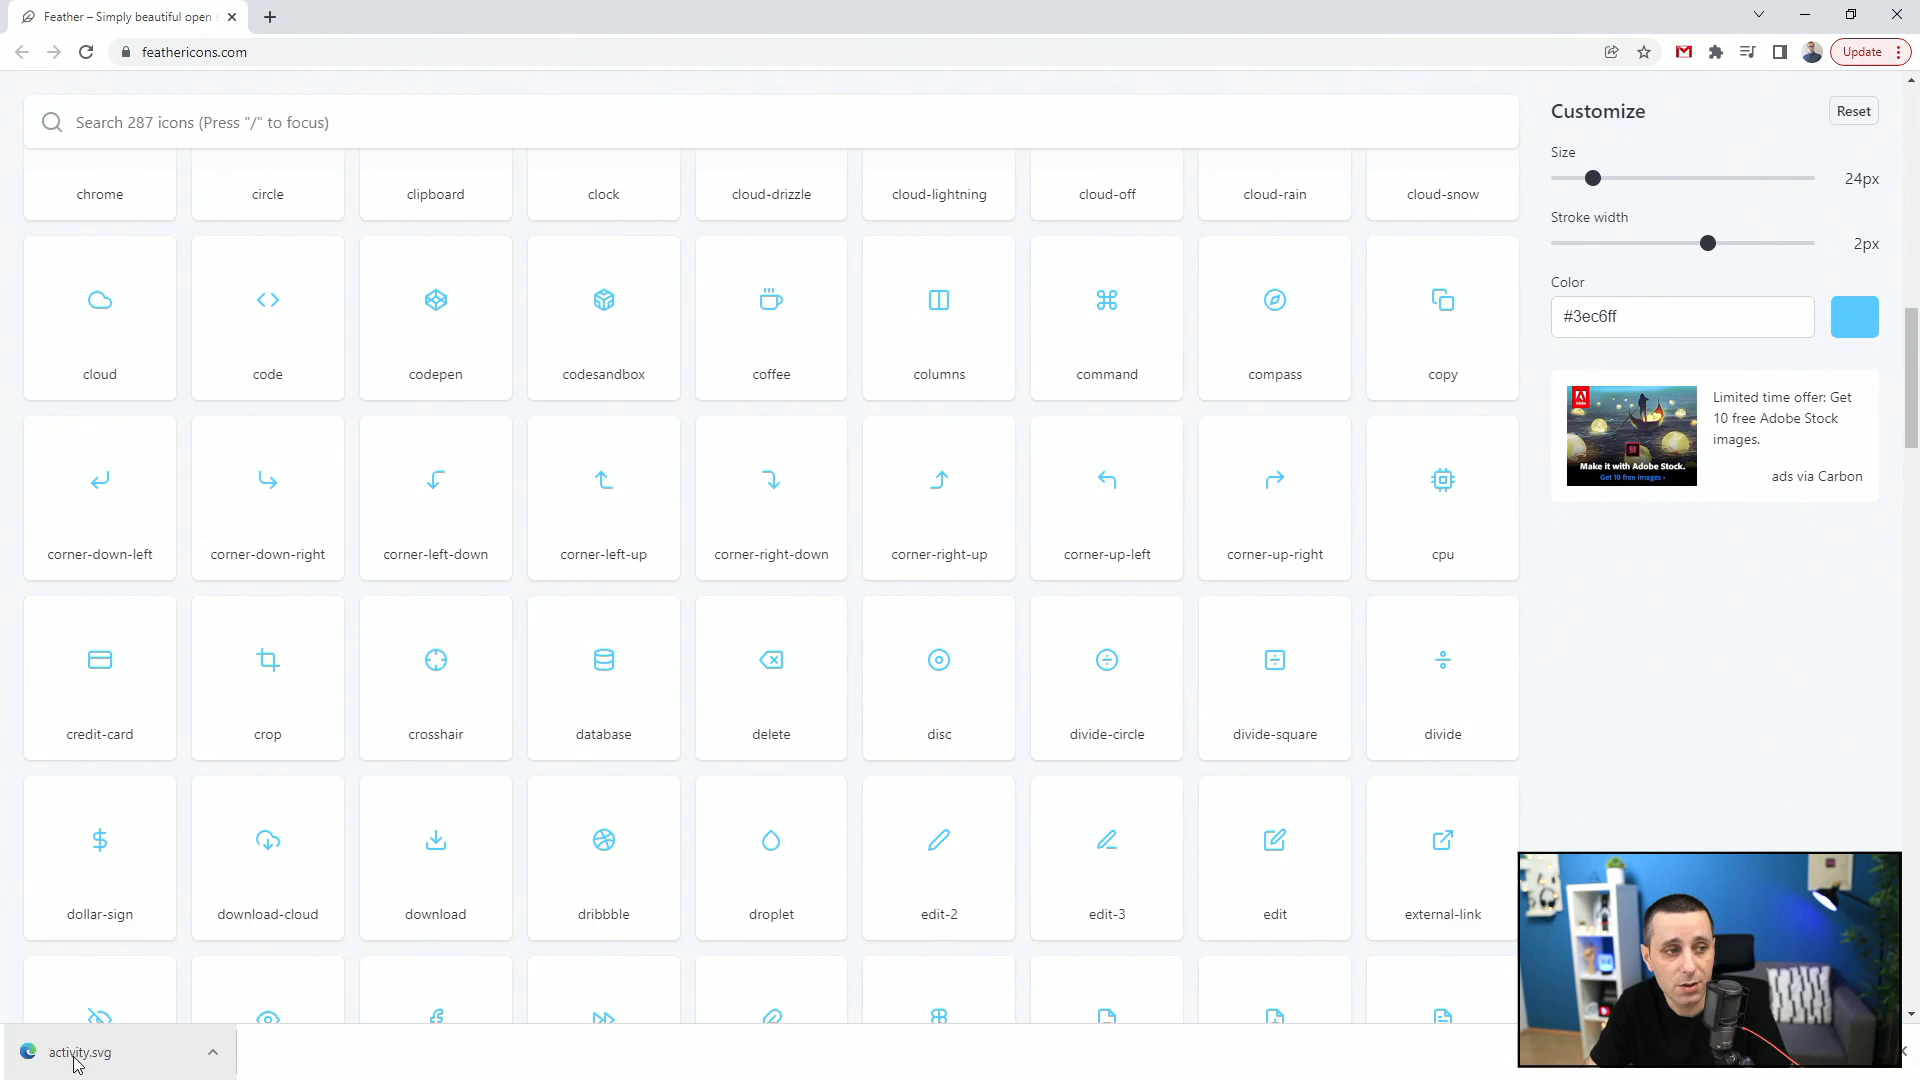 Feather – Simply beautiful open s
feathericons.com
Update
Search 287 icons (Press "/" to focus)
chrome
circle
clipboard
clock
cloud-drizzle
cloud-lightning
cloud-off
cloud-rain
cloud-snow
cloud
code
codepen
codesandbox
coffee
columns
command
compass
copy
corner-down-left
corner-down-right
corner-left-down
corner-left-up
corner-right-down
corner-right-up
corner-up-left
corner-up-right
cpu
credit-card
crop
crosshair
database
delete
disc
divide-circle
divide-square
divide
dollar-sign
download-cloud
download
dribbble
droplet
edit-2
edit-3
edit
external-link
Customize
Reset
Size
24px
Stroke width
2px
Color
#3ec6ff
Adobe
St
Make it with Adobe Stock.
Get 10 free images ›
Limited time offer: Get
10 free Adobe Stock
images.
ads via Carbon
activity.svg